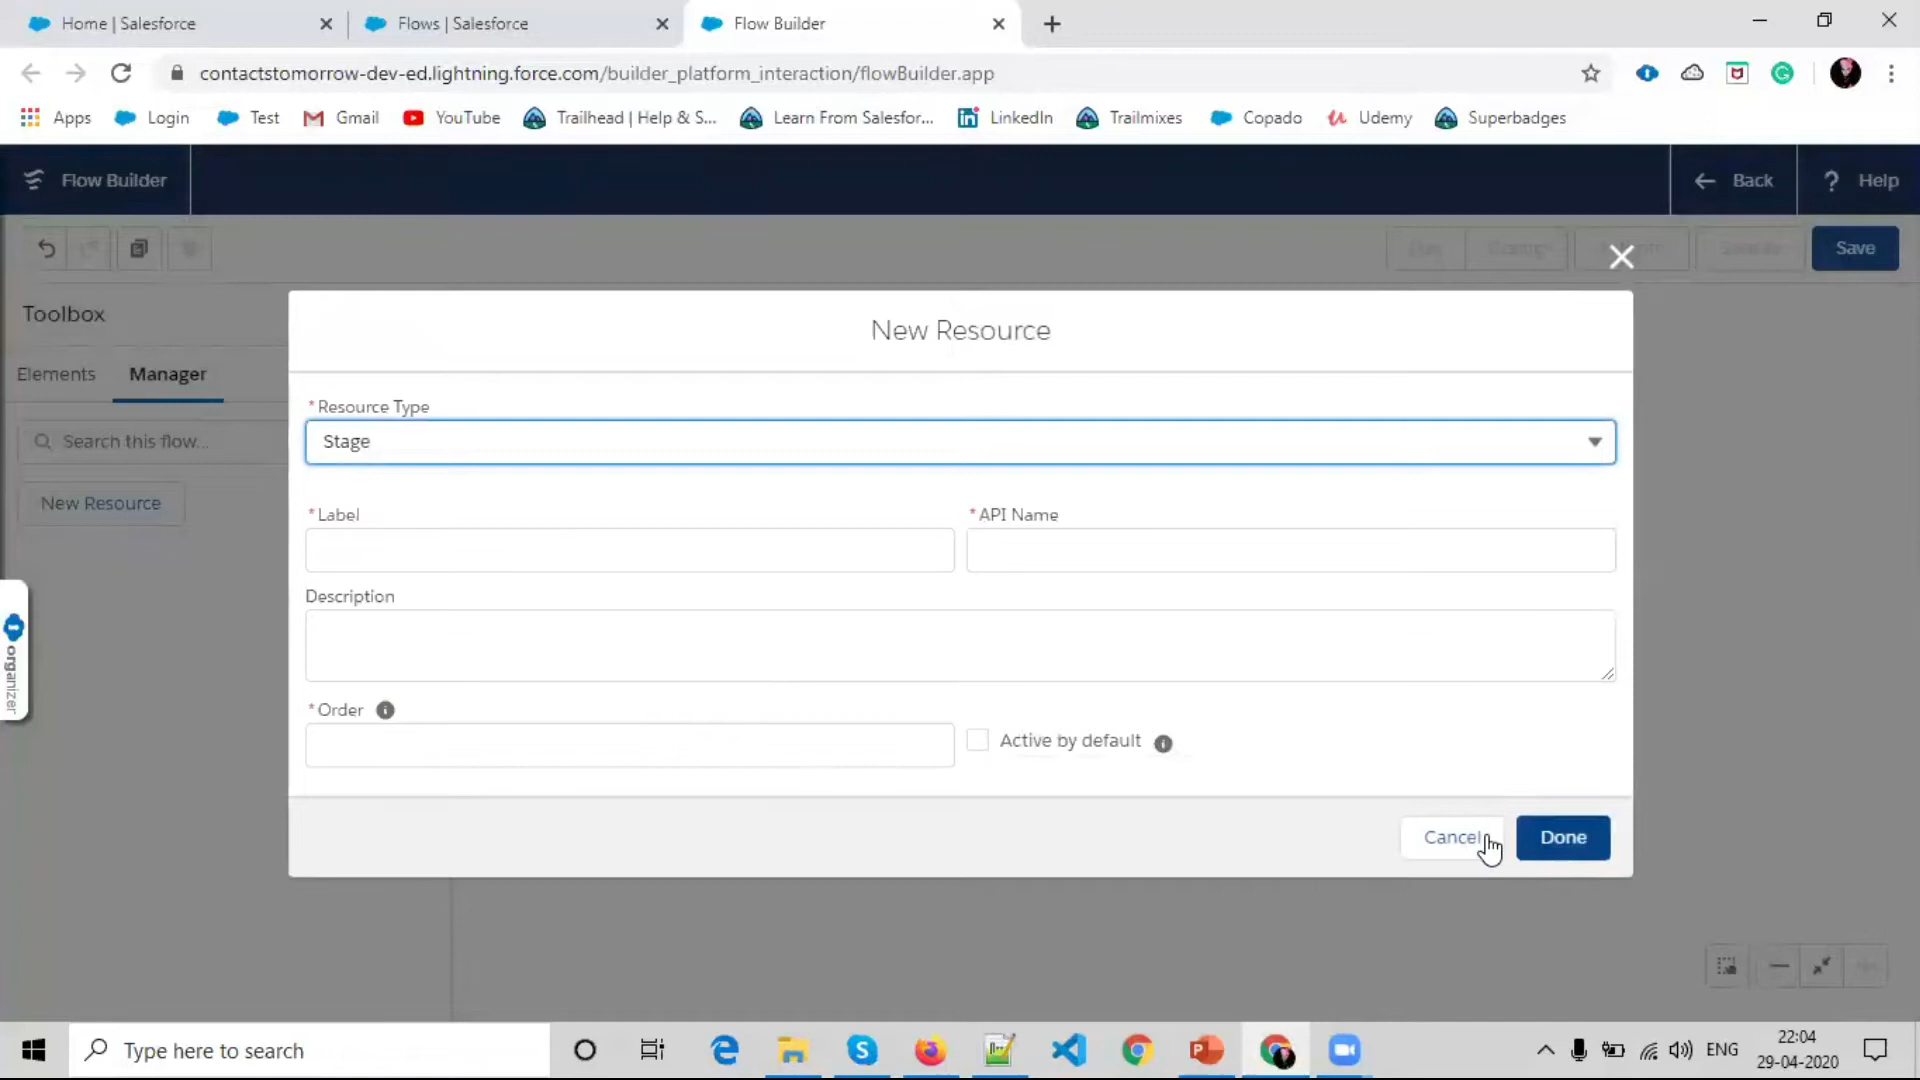 Home | Salesforce
Flows | Salesforce
Flow Builder
contactstomorrow-dev-ed.lightning.force.com/builder_platform_interaction/flowBuilder.app
Apps
Login
Test
Gmail
YouTube
Trailhead | Help & S...
Learn From Salesfor...
LinkedIn
Trailmixes
Copado
Udemy
Superbadges
Flow Builder
Back
? Help
Save
Toolbox
New Resource
Elements
Manager
* Resource Type
Search this flow...
Stage
New Resource
* Label
* API Name
Description
organizer
* Order
Active by default
Cancel
Done
Type here to search
ENG
22:04
29-04-2020